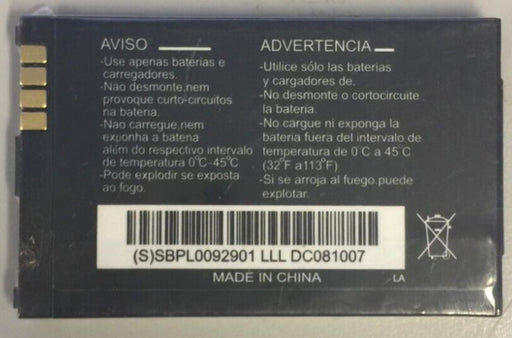 AVISO
-Use apenas baterias e
carregadores.
-Nao desmonte,nem
provoque curto-circuitos
na bateria.
-Nao carregue,nem
exponha a batena
além do respectivo intervalo
de temperatura 0°C-45°C
-Pode explodir se exposta
ao fogo.
ADVERTENCIA
-Utilice sólo las baterias
y cargadores de.
-No desmonte o cortocircuite
la bateria.
-No cargue ni exponga la
bateria fuera del intervalo de
temperatura de 0°C a 45°C
(32°F a113°F)
-Si se arroja al fuego,puede
explotar.
(S)SBPL0092901 LLL DC081007
MADE IN CHINA
LA